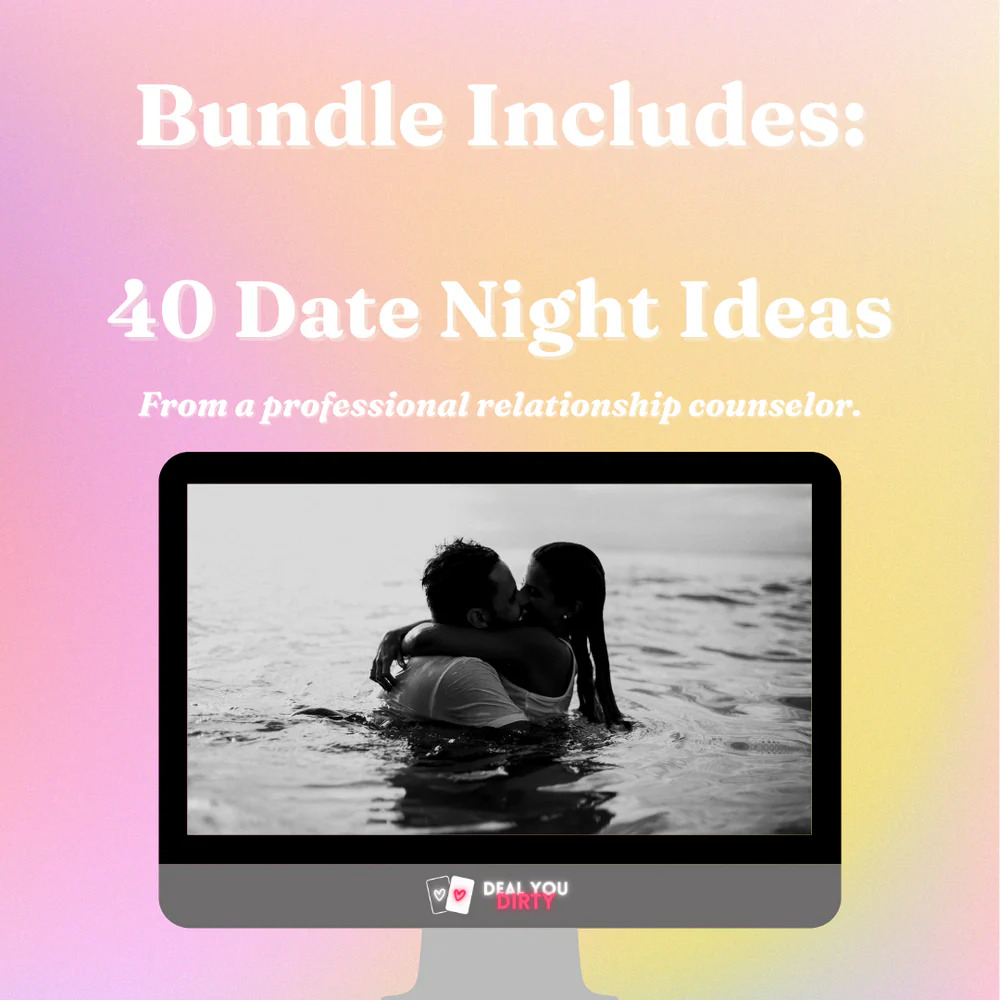 Bundle Includes:
40 Date Night Ideas
From a professional relationship counselor.
DEAL YOU
DIRTY